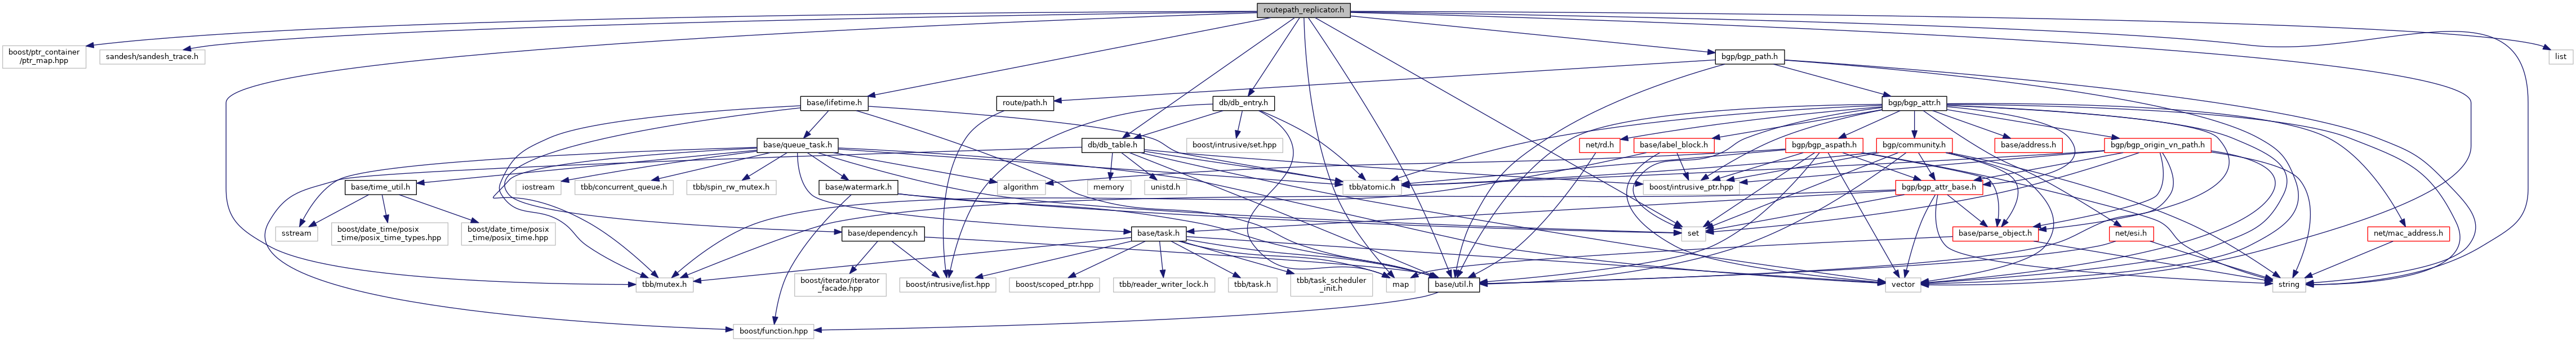 routepath_replicator.h
boost/ptr_container
/ptr_map.hpp
sandesh/sandesh_trace.h
bgp/bgp_path.h
list
base/lifetime.h
route/path.h
db/db_entry.h
bgp/bgp_attr.h
base/queue_task.h
db/db_table.h
boost/intrusive/set.hpp
net/rd.h
base/label_block.h
bgp/bgp_aspath.h
bgp/community.h
base/address.h
bgp/bgp_origin_vn_path.h
base/time_util.h
iostream
tbb/concurrent_queue.h
tbb/spin_rw_mutex.h
base/watermark.h
algorithm
memory
unistd.h
tbb/atomic.h
boost/intrusive_ptr.hpp
bgp/bgp_attr_base.h
sstream
boost/date_time/posix
_time/posix_time_types.hpp
boost/date_time/posix
_time/posix_time.hpp
base/dependency.h
base/task.h
set
base/parse_object.h
net/esi.h
net/mac_address.h
tbb/mutex.h
boost/iterator/iterator
_facade.hpp
boost/intrusive/list.hpp
boost/scoped_ptr.hpp
tbb/reader_writer_lock.h
tbb/task.h
tbb/task_scheduler
_init.h
map
base/util.h
vector
string
boost/function.hpp